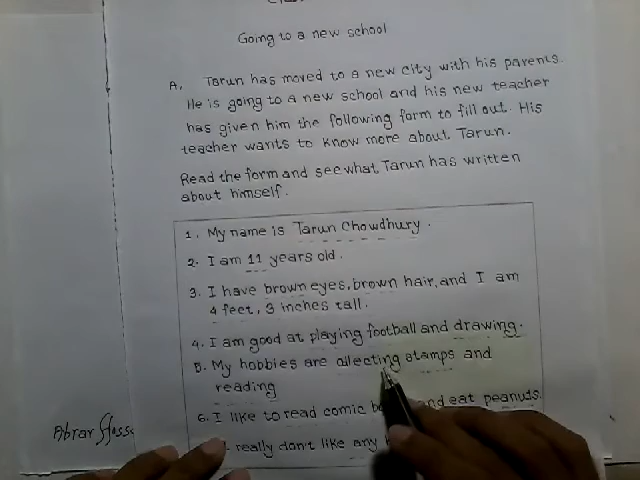 Going to a new school
A, Tarun has moved to a new city with his parents.
He is going to a new school and his new teacher
has given him the following form to fill out. His
teacher wants to know more about Tarun.
Read the form and see what Tarun has written
about himself.
1. My name is Tarun Chowdhury.
2. I am 11 years old.
3. I have brown eyes, brown hair, and I am
4 feet, 3 inches tall.
4. I am good at playing football and drawing.
5. My hobbies are allecting stamps and
reading
6. I like to read comic and eat peanuds.
I really don't like any
Abrar